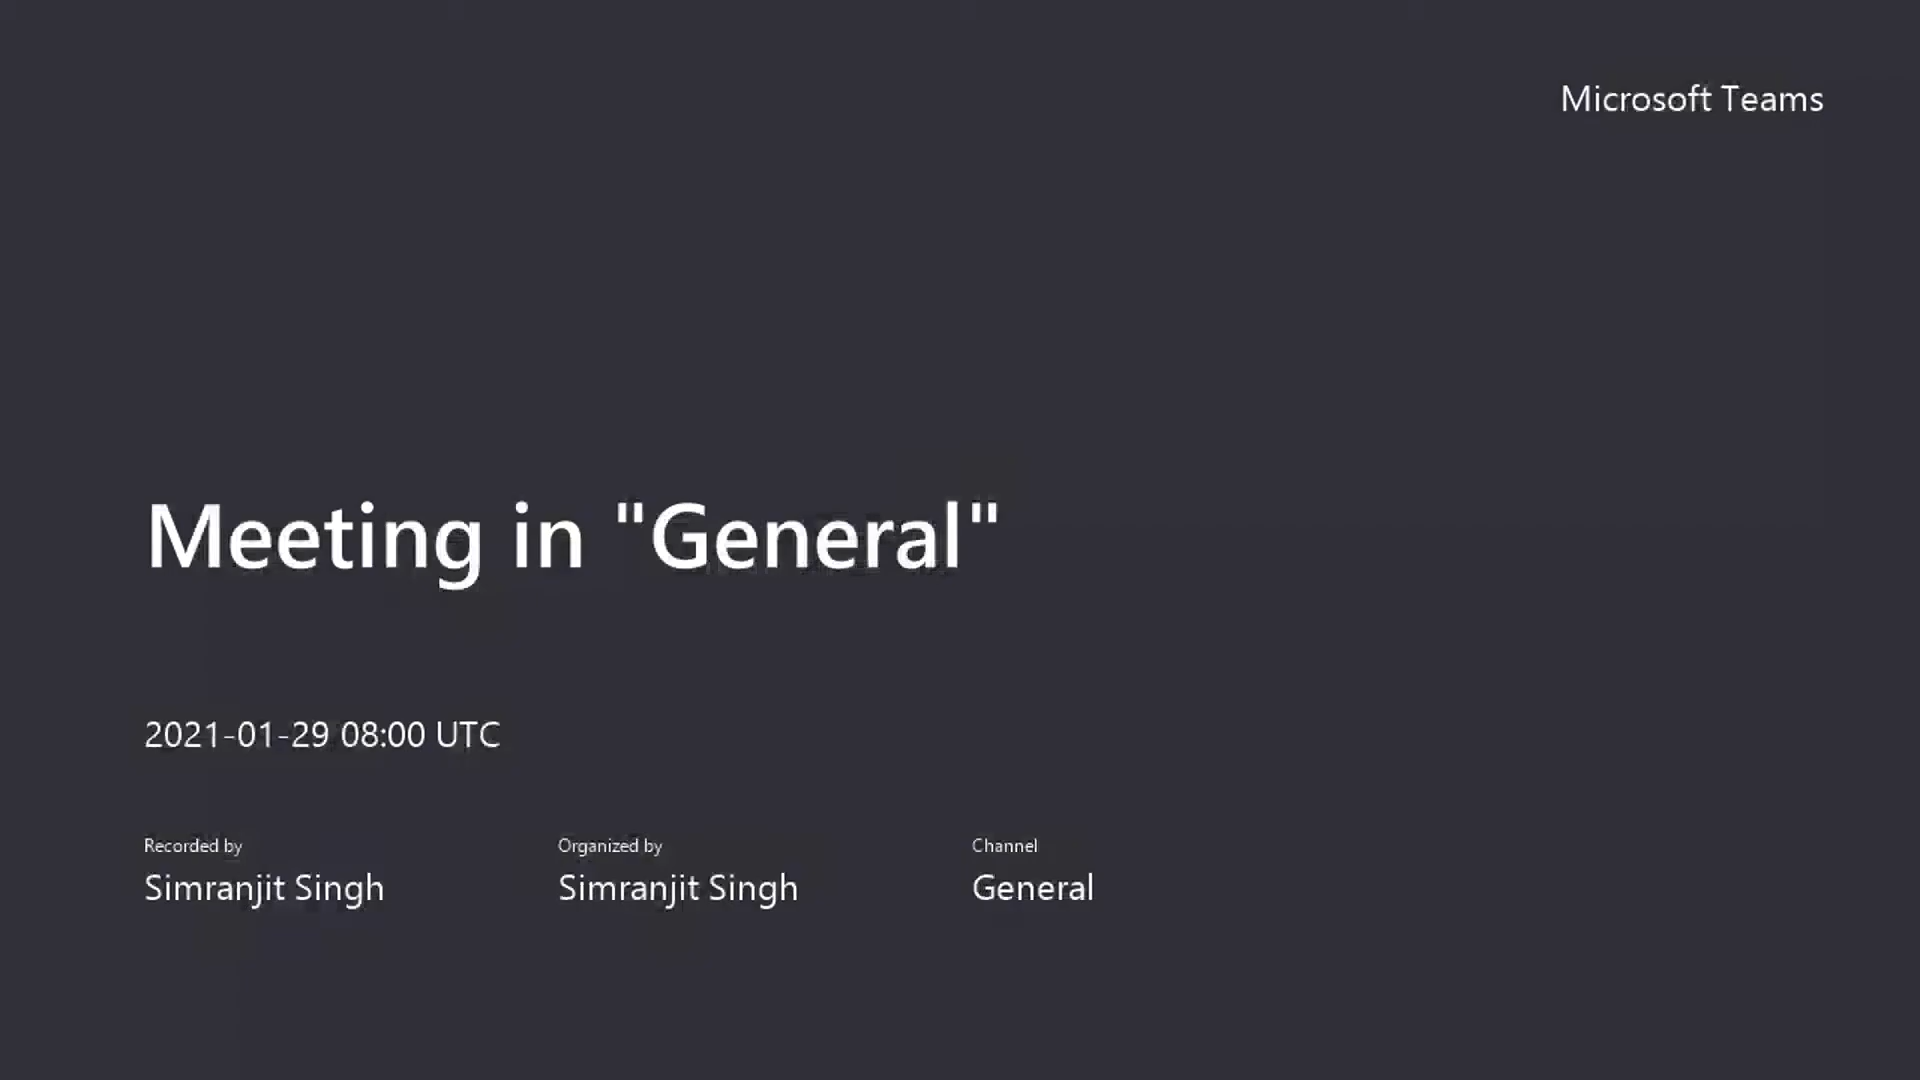 Microsoft Teams
Meeting in "General"
2021-01-29 08:00 UTC
Recorded by
Simranjit Singh
Organized by
Simranjit Singh
Channel
General